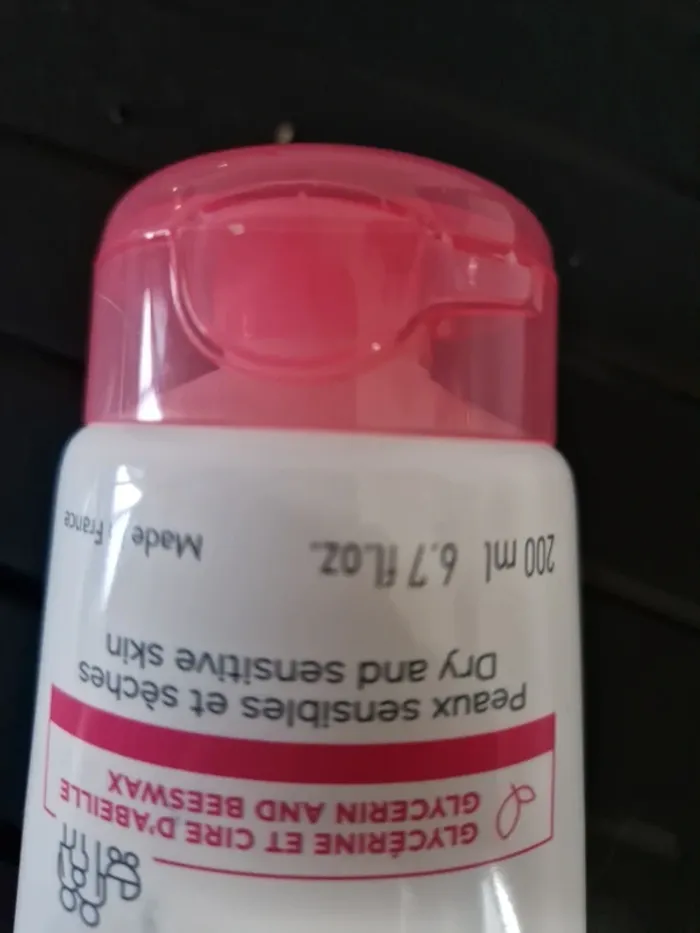 GLYCÉRINE ET CIRE D'ABEILLE
GLYCERIN AND BEESWAX
Peaux sensibles et sèches
Dry and sensitive skin
200 ml 6.7 fl.oz. Made France